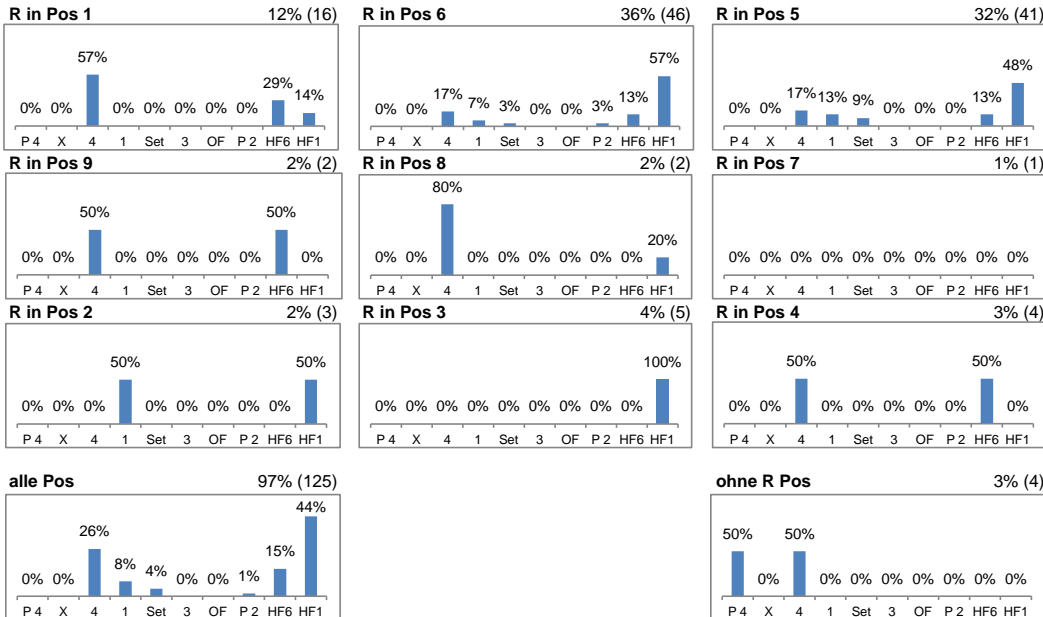 R in Pos 1 12% (16)
57%
29%
14%
0% 0% 0% 0% 0% 0% 0%
P 4 X 4 1 Set 3 OF P 2 HF6 HF1
R in Pos 6 36% (46)
57%
17%
13%
7%
3% 3%
0% 0% 0% 0%
P 4 X 4 1 Set 3 OF P 2 HF6 HF1
R in Pos 5 32% (41)
48%
17% 13%
9%
13%
0% 0% 0% 0% 0%
P 4 X 4 1 Set 3 OF P 2 HF6 HF1
R in Pos 9 2% (2)
50% 50%
0% 0% 0% 0% 0% 0% 0% 0%
P 4 X 4 1 Set 3 OF P 2 HF6 HF1
R in Pos 8 2% (2)
80%
20%
0% 0% 0% 0% 0% 0% 0% 0%
P 4 X 4 1 Set 3 OF P 2 HF6 HF1
R in Pos 7 1% (1)
0% 0% 0% 0% 0% 0% 0% 0% 0% 0%
P 4 X 4 1 Set 3 OF P 2 HF6 HF1
R in Pos 2 2% (3)
50% 50%
0% 0% 0% 0% 0% 0% 0% 0%
P 4 X 4 1 Set 3 OF P 2 HF6 HF1
R in Pos 3 4% (5)
100%
0% 0% 0% 0% 0% 0% 0% 0% 0%
P 4 X 4 1 Set 3 OF P 2 HF6 HF1
R in Pos 4 3% (4)
50% 50%
0% 0% 0% 0% 0% 0% 0% 0%
P 4 X 4 1 Set 3 OF P 2 HF6 HF1
alle Pos 97% (125)
44%
26%
15%
8%
4%
1%
0% 0% 0% 0%
P 4 X 4 1 Set 3 OF P 2 HF6 HF1
ohne R Pos 3% (4)
50% 50%
0% 0% 0% 0% 0% 0% 0% 0%
P 4 X 4 1 Set 3 OF P 2 HF6 HF1